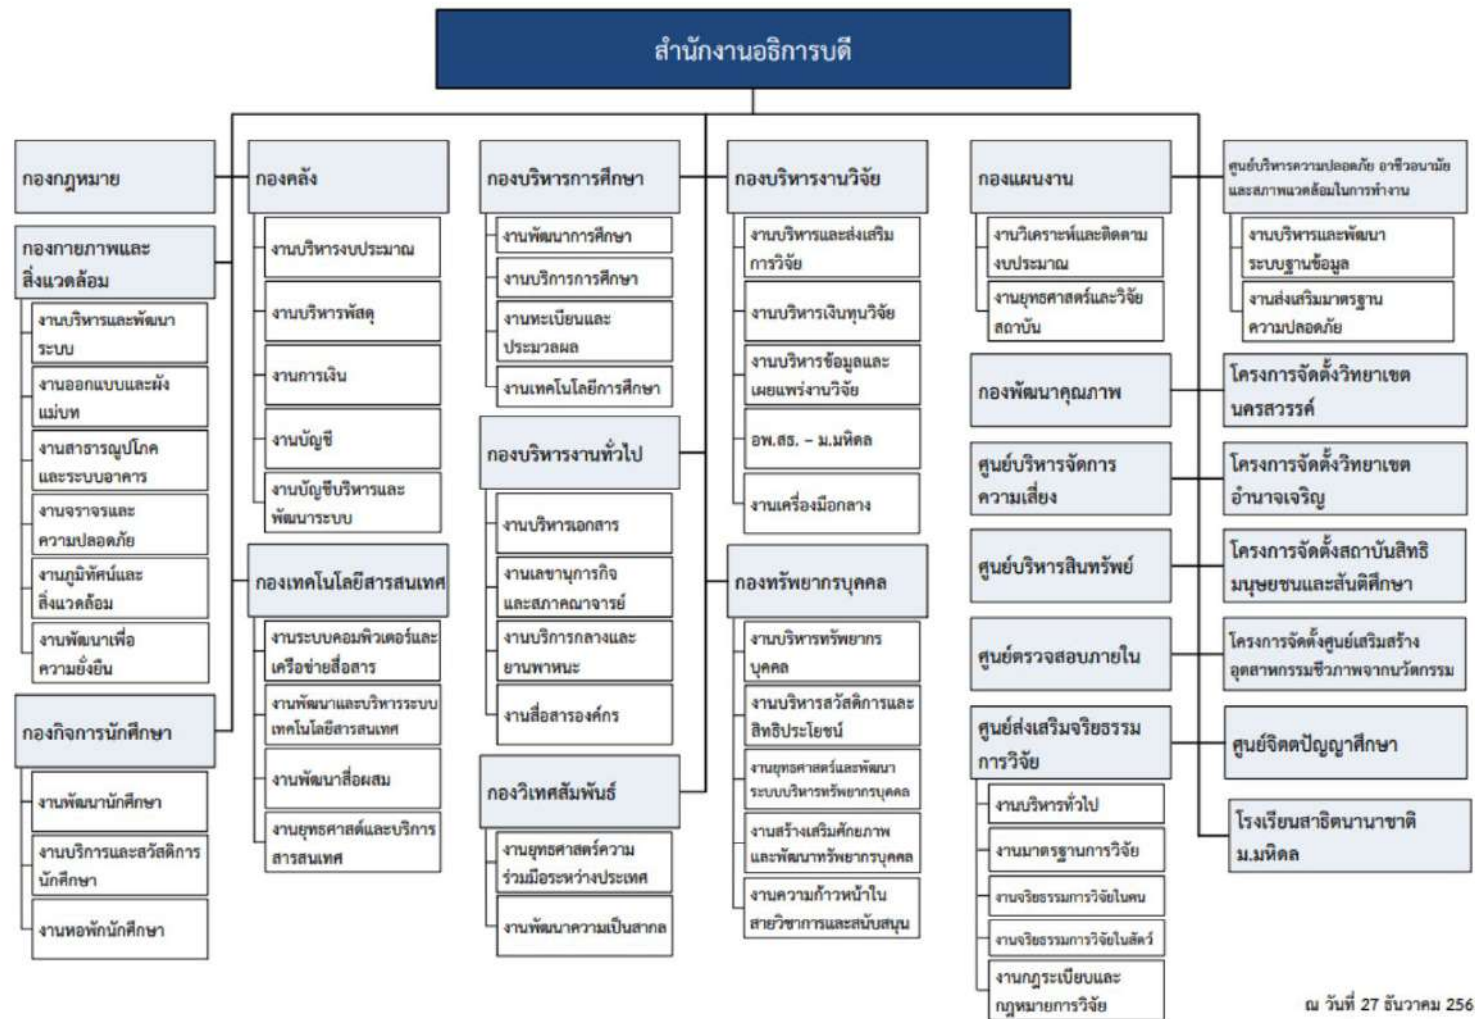 สำนักงานอธิการบดี
กองกฎหมาย
กองกายภาพและ
สิ่งแวดล้อม
งานบริหารและพัฒนา
ระบบ
งานออกแบบและผัง
แม่บท
งานสาธารณูปโภค
และระบบอาคาร
งานจราจรและ
ความปลอดภัย
งานภูมิทัศน์และ
สิ่งแวดล้อม
งานพัฒนาเพื่อ
ความยั่งยืน
กองกิจการนักศึกษา
งานพัฒนานักศึกษา
งานบริการและสวัสดิการ
นักศึกษา
งานหอพักนักศึกษา
กองคลัง
งานบริหารงบประมาณ
งานบริหารพัสดุ
งานการเงิน
งานบัญชี
งานบัญชีบริหารและ
พัฒนาระบบ
กองเทคโนโลยีสารสนเทศ
งานระบบคอมพิวเตอร์และ
เครือข่ายสื่อสาร
งานพัฒนาและบริหารระบบ
เทคโนโลยีสารสนเทศ
งานพัฒนาสื่อผสม
งานยุทธศาสต์และบริการ
สารสนเทศ
กองบริหารการศึกษา
งานพัฒนาการศึกษา
งานบริการการศึกษา
งานทะเบียนและ
ประมวลผล
งานเทคโนโลยีการศึกษา
กองบริหารงานทั่วไป
งานบริหารเอกสาร
งานเลขานุการกิจ
และสภาคณาจารย์
งานบริการกลางและ
ยานพาหนะ
งานสื่อสารองค์กร
กองวิเทศสัมพันธ์
งานยุทธศาสตร์ความ
ร่วมมือระหว่างประเทศ
งานพัฒนาความเป็นสากล
กองบริหารงานวิจัย
งานบริหารและส่งเสริม
การวิจัย
งานบริหารเงินทุนวิจัย
งานบริหารข้อมูลและ
เผยแพร่งานวิจัย
อพ.สธ. – ม.มหิดล
งานเครื่องมือกลาง
กองทรัพยากรบุคคล
งานบริหารทรัพยากร
บุคคล
งานบริหารสวัสดิการและ
สิทธิประโยชน์
งานยุทธศาสตร์และพัฒนา
ระบบบริหารทรัพยากรบุคคล
งานสร้างเสริมศักยภาพ
และพัฒนาทรัพยากรบุคคล
งานความก้าวหน้าใน
สายวิชาการและสนับสนุน
กองแผนงาน
งานวิเคราะห์และติดตาม
งบประมาณ
งานยุทธศาสตร์และวิจัย
สถาบัน
กองพัฒนาคุณภาพ
ศูนย์บริหารจัดการ
ความเสี่ยง
ศูนย์บริหารสินทรัพย์
ศูนย์ตรวจสอบภายใน
ศูนย์ส่งเสริมจริยธรรม
การวิจัย
งานบริหารทั่วไป
งานมาตรฐานการวิจัย
งานจริยธรรมการวิจัยในคน
งานจริยธรรมการวิจัยในสัตว์
งานกฎระเบียบและ
กฎหมายการวิจัย
ศูนย์บริหารความปลอดภัย อาชีวอนามัย
และสภาพแวดล้อมในการทำงาน
งานบริหารและพัฒนา
ระบบฐานข้อมูล
งานส่งเสริมมาตรฐาน
ความปลอดภัย
โครงการจัดตั้งวิทยาเขต
นครสวรรค์
โครงการจัดตั้งวิทยาเขต
อำนาจเจริญ
โครงการจัดตั้งสถาบันสิทธิ
มนุษยชนและสันติศึกษา
โครงการจัดตั้งศูนย์เสริมสร้าง
อุตสาหกรรมชีวภาพจากนวัตกรรม
ศูนย์จิตตปัญญาศึกษา
โรงเรียนสาธิตนานาชาติ
ม.มหิดล
ณ วันที่ 27 ธันวาคม 256